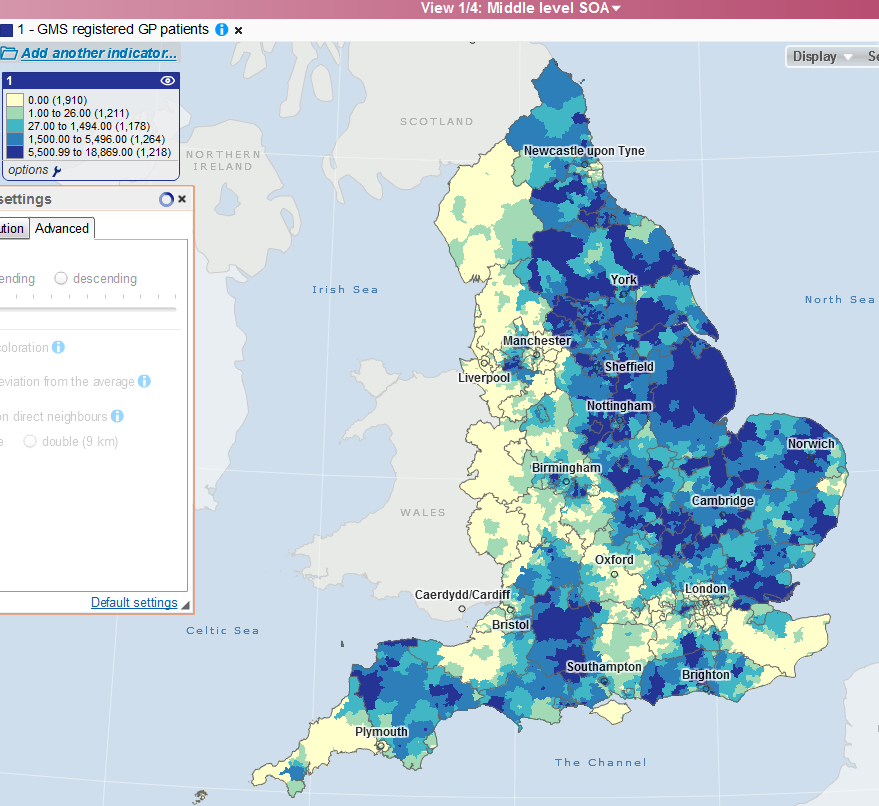 View 1/4: Middle level SOA
1 - GMS registered GP patients
Add another indicator...
Display
Se
1
0.00 (1,910)
1.00 to 26.00 (1,211)
27.00 to 1,494.00 (1,178)
1,500.00 to 5,496.00 (1,264)
5,500.99 to 18,869.00 (1,218)
options
settings
ution
Advanced
ending
descending
coloration
eviation from the average
on direct neighbours
e
double (9 km)
Default settings
SCOTLAND
NORTHERN
IRELAND
Newcastle upon Tyne
Irish Sea
York
North Sea
Manchester
Liverpool
Sheffield
Nottingham
Norwich
Birmingham
Cambridge
WALES
Oxford
Caerdydd/Cardiff
London
Bristol
Celtic Sea
Southampton
Brighton
Plymouth
The Channel